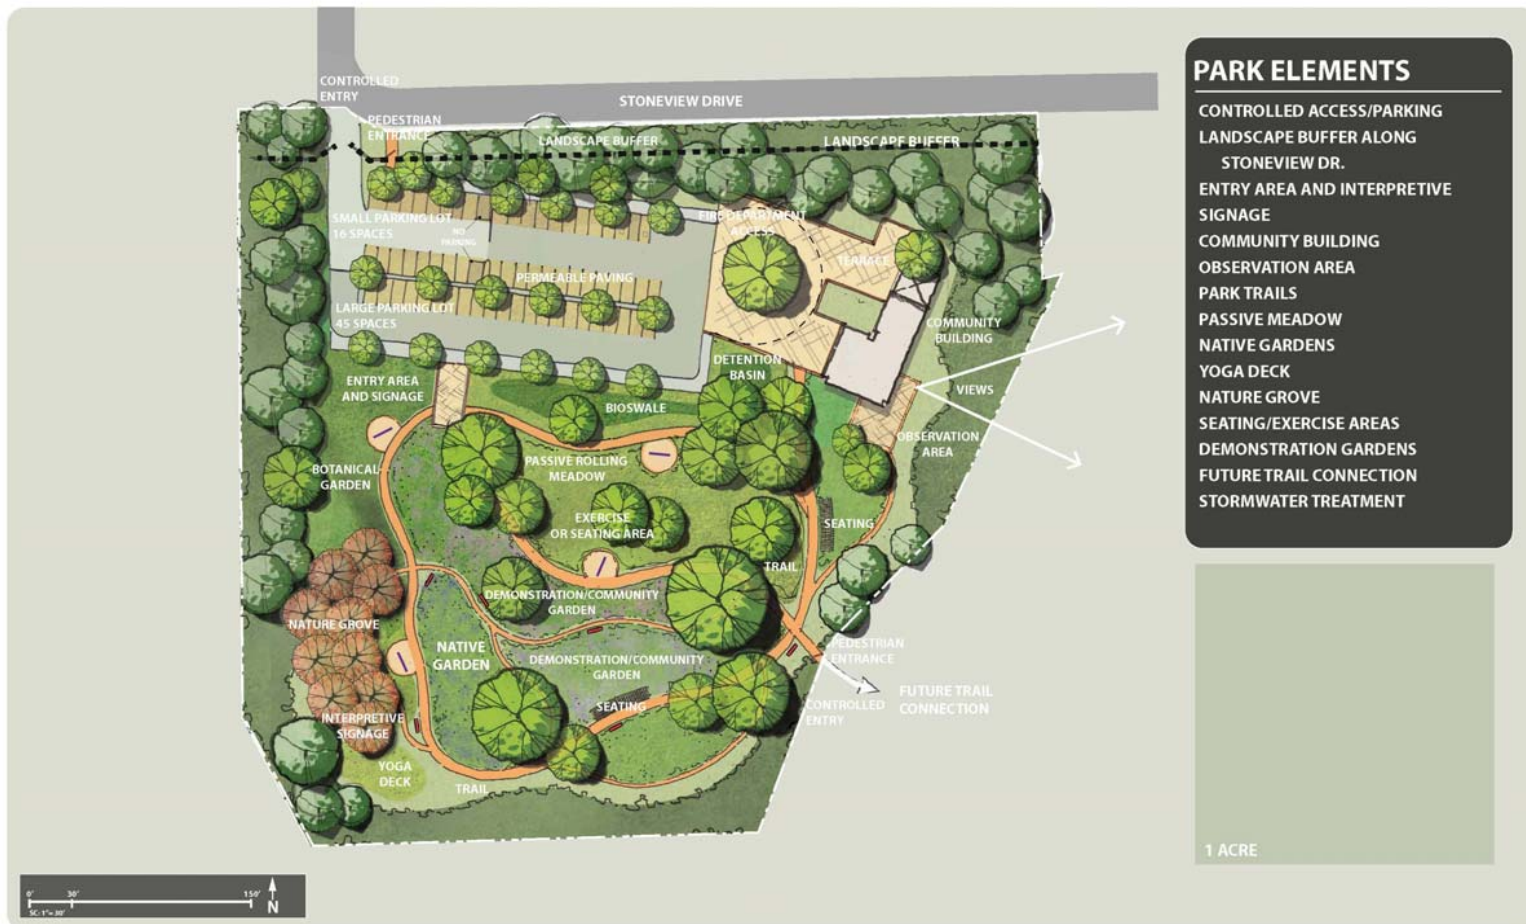 CONTROLLED
ENTRY
STONEVIEW DRIVE
PEDESTRIAN
ENTRANCE
LANDSCAPE BUFFER
LANDSCAPE BUFFER
SMALL PARKING LOT
16 SPACES
NO
PARKING
FIRE DEPARTMENT
ACCESS
TERRACE
PERMEABLE PAVING
LARGE PARKING LOT
45 SPACES
COMMUNITY
BUILDING
DETENTION
BASIN
ENTRY AREA
AND SIGNAGE
VIEWS
BIOSWALE
OBSERVATION
AREA
BOTANICAL
GARDEN
PASSIVE ROLLING
MEADOW
EXERCISE
OR SEATING AREA
SEATING
TRAIL
DEMONSTRATION/COMMUNITY
GARDEN
NATURE GROVE
NATIVE
GARDEN
DEMONSTRATION/COMMUNITY
GARDEN
PEDESTRIAN
ENTRANCE
FUTURE TRAIL
CONNECTION
CONTROLLED
ENTRY
SEATING
INTERPRETIVE
SIGNAGE
YOGA
DECK
TRAIL
PARK ELEMENTS
CONTROLLED ACCESS/PARKING
LANDSCAPE BUFFER ALONG
STONEVIEW DR.
ENTRY AREA AND INTERPRETIVE
SIGNAGE
COMMUNITY BUILDING
OBSERVATION AREA
PARK TRAILS
PASSIVE MEADOW
NATIVE GARDENS
YOGA DECK
NATURE GROVE
SEATING/EXERCISE AREAS
DEMONSTRATION GARDENS
FUTURE TRAIL CONNECTION
STORMWATER TREATMENT
1 ACRE
0' 30' 150'
SC: 1"= 30'
N